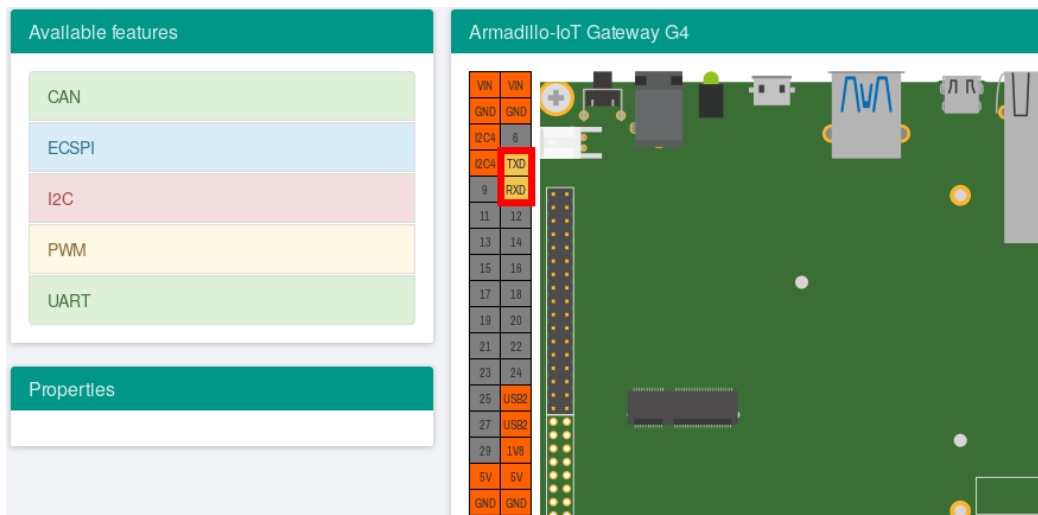 Available features
CAN
ECSPI
I2C
PWM
UART
Properties
Armadillo-IoT Gateway G4
VIN VIN
GND GND
I2C4 6
I2C4 TXD
9 RXD
11 12
13 14
15 16
17 18
19 20
21 22
23 24
25 USB2
27 USB2
29 1V8
5V 5V
GND GND